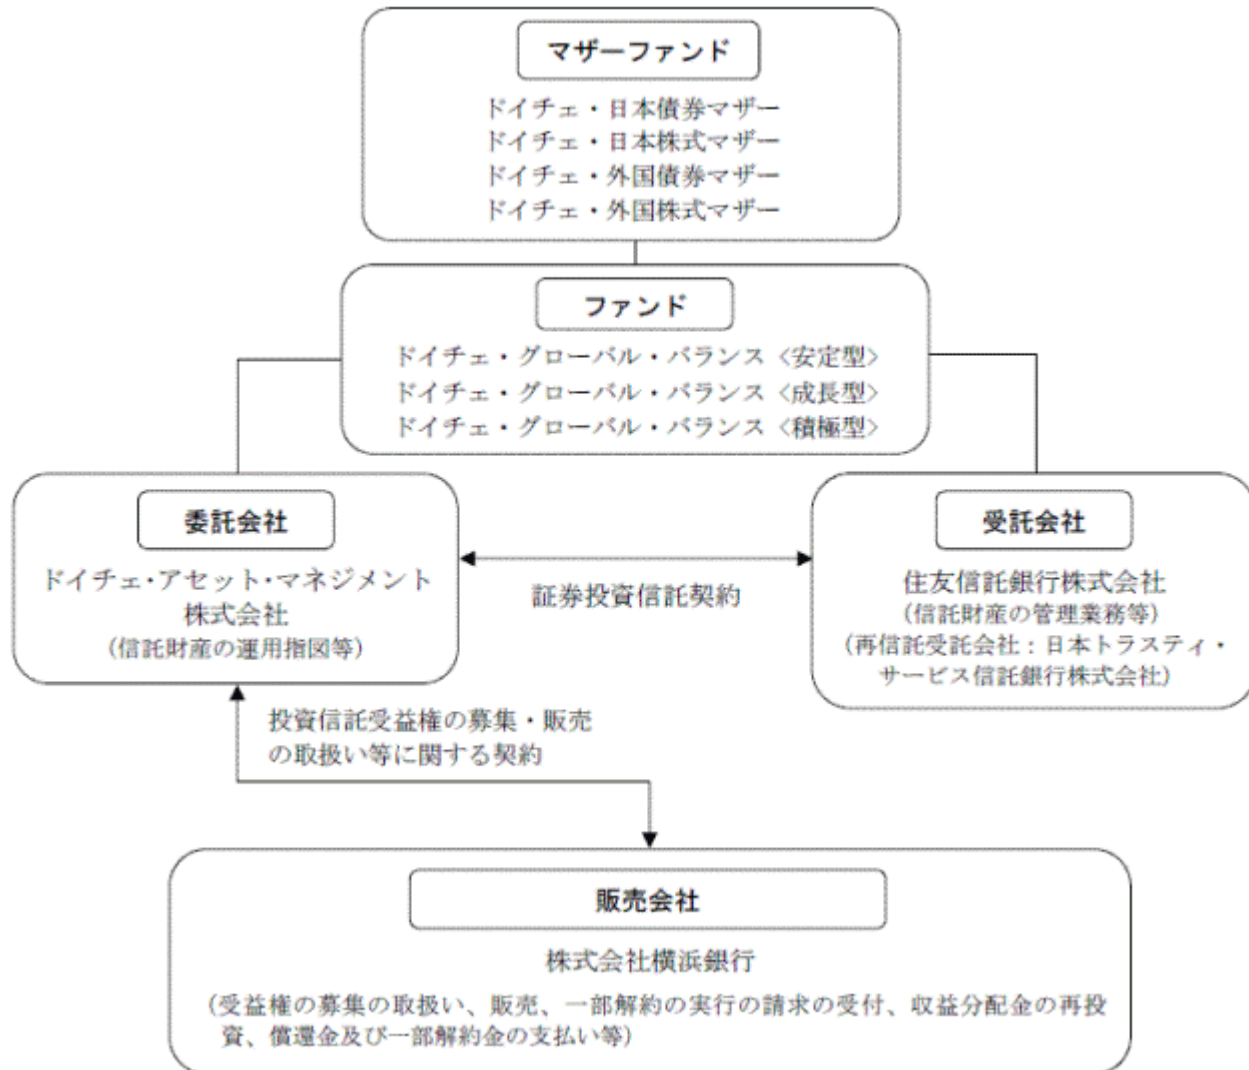 マザーファンド
ドイチェ・日本債券マザー
ドイチェ・日本株式マザー
ドイチェ・外国債券マザー
ドイチェ・外国株式マザー
ファンド
ドイチェ・グローバル・バランス〈安定型〉
ドイチェ・グローバル・バランス〈成長型〉
ドイチェ・グローバル・バランス〈積極型〉
委託会社
ドイチェ・アセット・マネジメント
株式会社
(信託財産の運用指図等)
証券投資信託契約
受託会社
住友信託銀行株式会社
(信託財産の管理業務等)
(再信託受託会社：日本トラスティ・
サービス信託銀行株式会社)
投資信託受益権の募集・販売
の取扱い等に関する契約
販売会社
株式会社横浜銀行
(受益権の募集の取扱い、販売、一部解約の実行の請求の受付、収益分配金の再投
資、償還金及び一部解約金の支払い等)